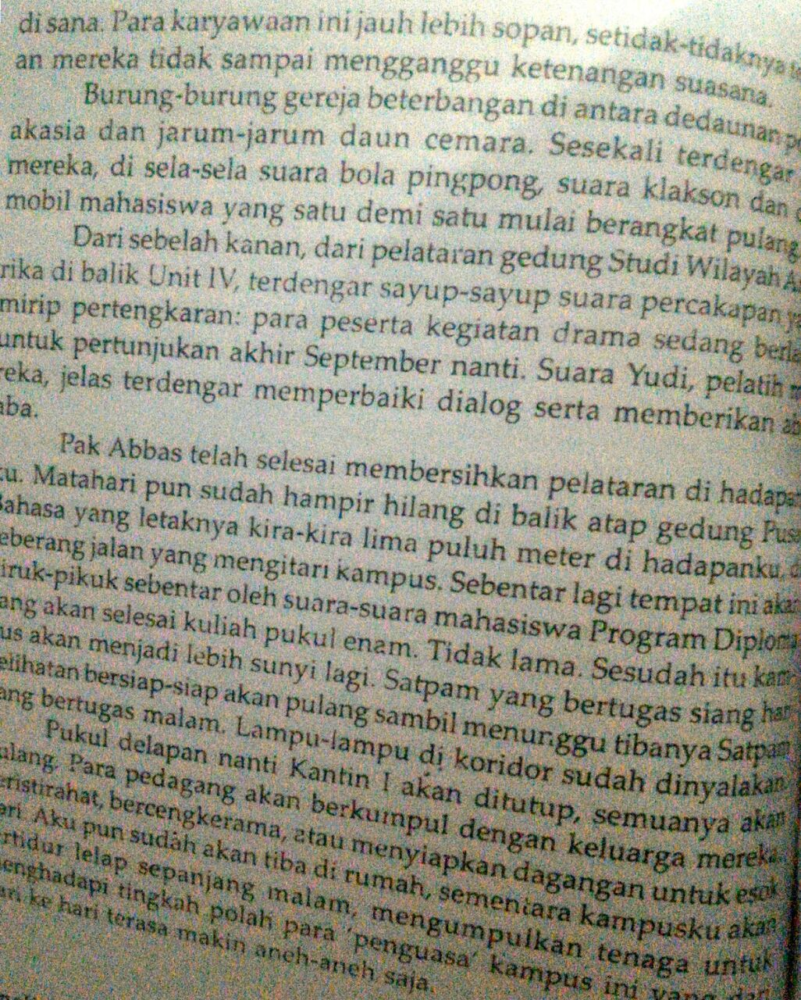 di sana. Para karyawaan ini jauh lebih sopan, setidak-tidaknya
an mereka tidak sampai mengganggu ketenangan suasana.
Burung-burung gereja beterbangan di antara dedaunan
akasia dan jarum-jarum daun cemara. Sesekali terdengar
mereka, di sela-sela suara bola pingpong, suara klakson dan
mobil mahasiswa yang satu demi satu mulai berangkat pulang
Dari sebelah kanan, dari pelataran gedung Studi Wilayah A
rika di balik Unit IV, terdengar sayup-sayup suara percakapan
mirip pertengkaran: para peserta kegiatan drama sedang berla
untuk pertunjukan akhir September nanti. Suara Yudi, pelatih
reka, jelas terdengar memperbaiki dialog serta memberikan ab
aba.
Pak Abbas telah selesai membersihkan pelataran di hadapan
ku. Matahari pun sudah hampir hilang di balik atap gedung Pusa
Bahasa yang letaknya kira-kira lima puluh meter di hadapanku, d
eberang jalan yang mengitari kampus. Sebentar lagi tempat ini akan
iruk-pikuk sebentar oleh suara-suara mahasiswa Program Diploma
ang akan selesai kuliah pukul enam. Tidak lama. Sesudah itu kam-
us akan menjadi lebih sunyi lagi. Satpam yang bertugas siang hari
elihatan bersiap-siap akan pulang sambil menunggu tibanya Satpam
ang bertugas malam. Lampu-lampu di koridor sudah dinyalakan.
Pukul delapan nanti Kantin I akan ditutup, semuanya akan
ulang. Para pedagang akan berkumpul dengan keluarga mereka
eristirahat, bercengkerama, atau menyiapkan dagangan untuk esok
ari. Aku pun sudah akan tiba di rumah, sementara kampusku akan
rtidur lelap sepanjang malam, mengumpulkan tenaga untuk
enghadapi tingkah polah para 'penguasa' kampus ini yang dari
ari ke hari terasa makin aneh-aneh saja.